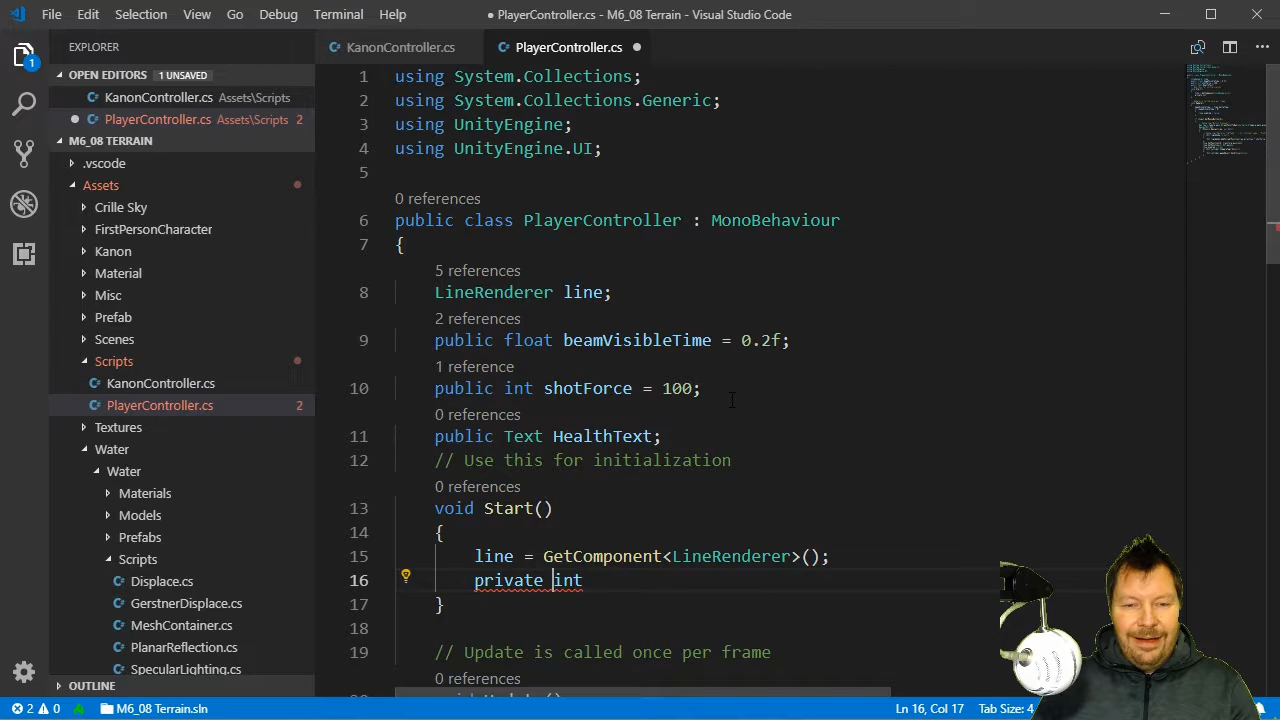 File Edit Selection View Go Debug Terminal Help
● PlayerController.cs - M6_08 Terrain - Visual Studio Code
EXPLORER
OPEN EDITORS 1 UNSAVED
KanonController.cs Assets\Scripts
PlayerController.cs Assets\Scripts 2
M6_08 TERRAIN
.vscode
Assets
Crille Sky
FirstPersonCharacter
Kanon
Material
Misc
Prefab
Scenes
Scripts
KanonController.cs
PlayerController.cs 2
Textures
Water
Water
Materials
Models
Prefabs
Scripts
Displace.cs
GerstnerDisplace.cs
MeshContainer.cs
PlanarReflection.cs
SpecularLighting.cs
OUTLINE
1
KanonController.cs PlayerController.cs
1 using System.Collections;
2 using System.Collections.Generic;
3 using UnityEngine;
4 using UnityEngine.UI;
5
0 references
6 public class PlayerController : MonoBehaviour
7 {
5 references
8 LineRenderer line;
2 references
9 public float beamVisibleTime = 0.2f;
1 reference
10 public int shotForce = 100;
0 references
11 public Text HealthText;
12 // Use this for initialization
0 references
13 void Start()
14 {
15 line = GetComponent<LineRenderer>();
16 private int
17 }
18
19 // Update is called once per frame
0 references
2 0 M6_08 Terrain.sln Ln 16, Col 17 Tab Size: 4